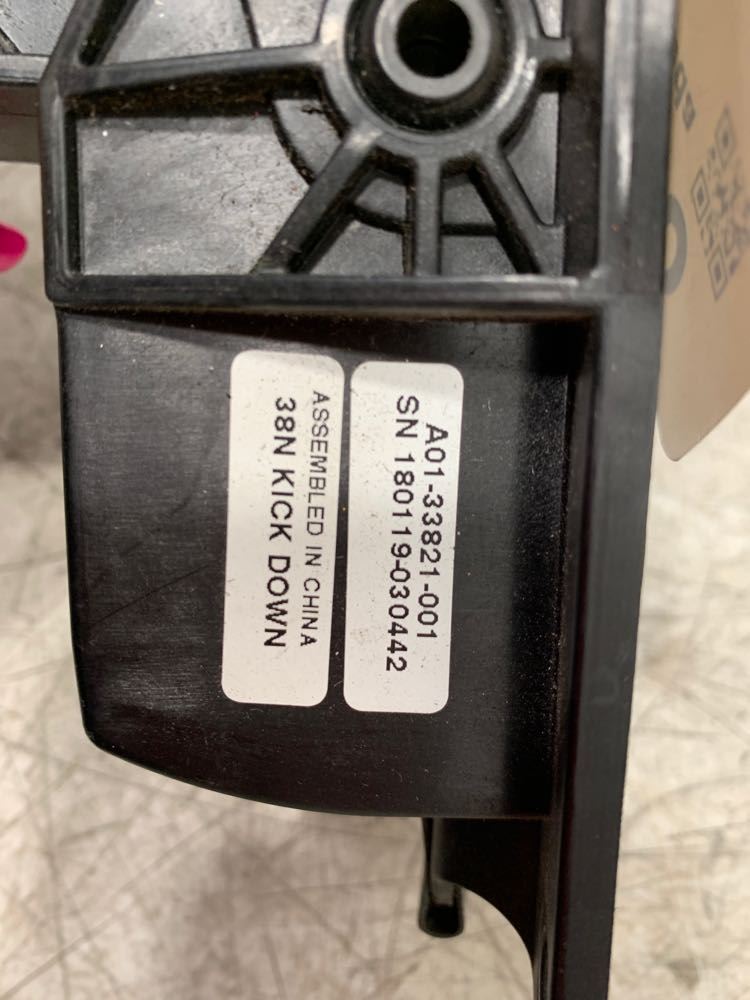 A01-33821-001
SN 180119-030442
ASSEMBLED IN CHINA
38N KICK DOWN